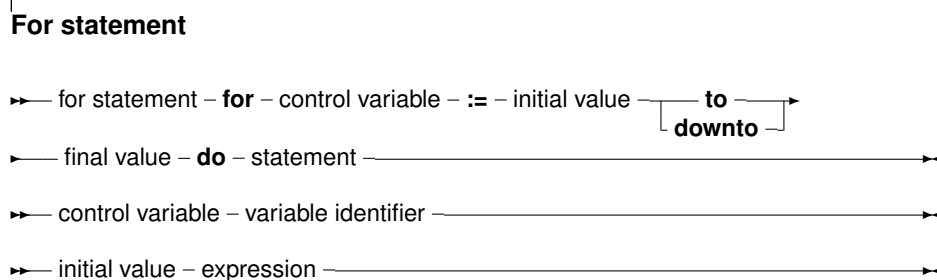 For statement
for statement – for – control variable – := – initial value – to –
downto –
final value – do – statement –
control variable – variable identifier –
initial value – expression –